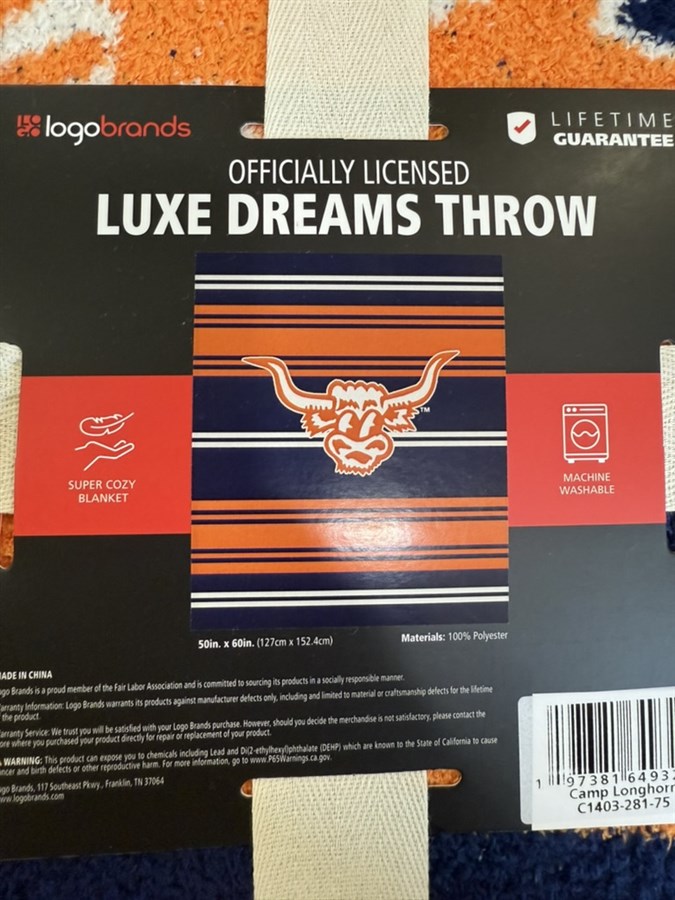 logobrands
LIFETIME
GUARANTEE
OFFICIALLY LICENSED
LUXE DREAMS THROW
TM
SUPER COZY
BLANKET
MACHINE
WASHABLE
50in. x 60in. (127cm x 152.4cm)
Materials: 100% Polyester
MADE IN CHINA
ogo Brands is a proud member of the Fair Labor Association and is committed to sourcing its products in a socially responsible manner.
arranty Information: Logo Brands warrants its products against manufacturer defects only, including and limited to material or craftsmanship defects for the lifetime
the product.
arranty Service: We trust you will be satisfied with your Logo Brands purchase. However, should you decide the merchandise is not satisfactory, please contact the
ore where you purchased your product directly for repair or replacement of your product.
WARNING: This product can expose you to chemicals including Lead and Di(2-ethylhexyl)phthalate (DEHP) which are known to the State of California to cause
ncer and birth defects or other reproductive harm. For more information, go to www.P65Warnings.ca.gov.
ogo Brands, 117 Southeast Pkwy, Franklin, TN 37064
www.logobrands.com
1 97381 64932
Camp Longhorn
C1403-281-75